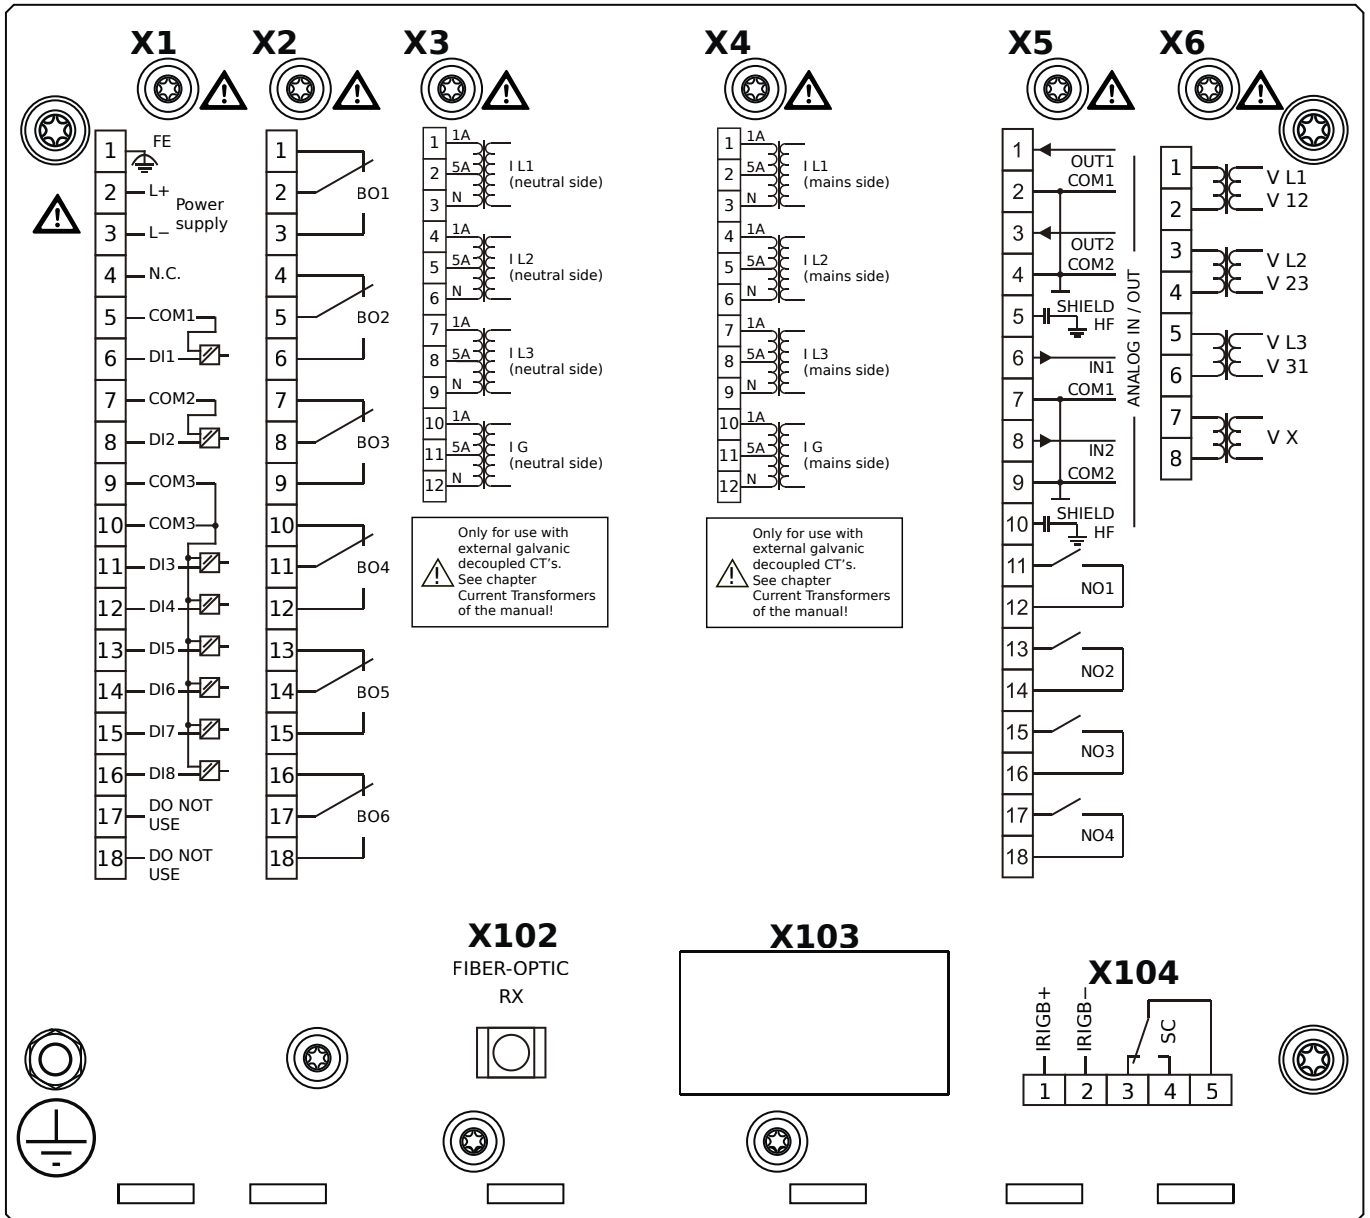 X1 X2 X3 X4 X5 X6
1 FE
2 L+
Power
supply
3 L−
4 N.C.
5 COM1
6 DI1
7 COM2
8 DI2
9 COM3
10 COM3
11 DI3
12 DI4
13 DI5
14 DI6
15 DI7
16 DI8
17 DO NOT
USE
18 DO NOT
USE
1
2 BO1
3
4
5 BO2
6
7
8 BO3
9
10
11 BO4
12
13
14 BO5
15
16
17 BO6
18
1 1A
2 5A I L1
(neutral side)
3 N
4 1A
5 5A I L2
(neutral side)
6 N
7 1A
8 5A I L3
(neutral side)
9 N
10 1A
11 5A I G
(neutral side)
12 N
Only for use with
external galvanic
decoupled CT's.
See chapter
Current Transformers
of the manual!
1 1A
2 5A I L1
(mains side)
3 N
4 1A
5 5A I L2
(mains side)
6 N
7 1A
8 5A I L3
(mains side)
9 N
10 1A
11 5A I G
(mains side)
12 N
Only for use with
external galvanic
decoupled CT's.
See chapter
Current Transformers
of the manual!
1 OUT1
2 COM1
3 OUT2
4 COM2
5 SHIELD
HF
6 IN1
7 COM1
8 IN2
9 COM2
10 SHIELD
HF
ANALOG IN / OUT
11
NO1
12
13
NO2
14
15
NO3
16
17
NO4
18
1 V L1
2 V 12
3 V L2
4 V 23
5 V L3
6 V 31
7
V X
8
X102
FIBER-OPTIC
RX
X103
X104
IRIGB+
IRIGB−
SC
1 2 3 4 5